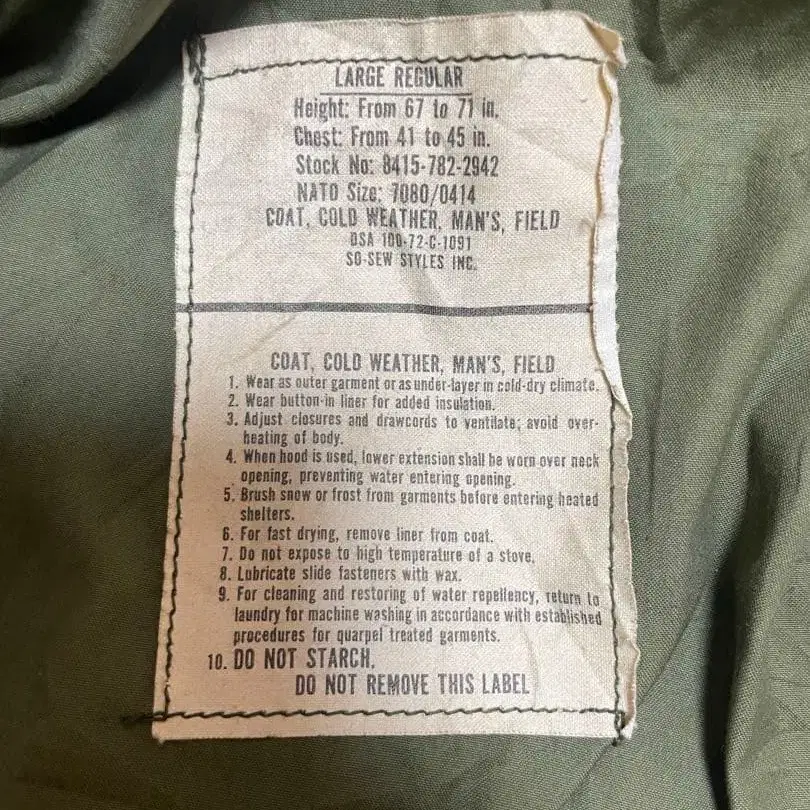 LARGE REGULAR
Height: From 67 to 71 in.
Chest: From 41 to 45 in.
Stock No: 8415-782-2942
NATO Size: 7080/0414
COAT, COLD WEATHER, MAN'S, FIELD
DSA 100-72-C-1091
SO-SEW STYLES INC.
COAT, COLD WEATHER, MAN'S, FIELD
1. Wear as outer garment or as under-layer in cold-dry climate.
2. Wear button-in liner for added insulation.
3. Adjust closures and drawcords to ventilate; avoid over-
heating of body.
4. When hood is used, lower extension shall be worn over neck
opening, preventing water entering opening.
5. Brush snow or frost from garments before entering heated
shelters.
6. For fast drying, remove liner from coat.
7. Do not expose to high temperature of a stove.
8. Lubricate slide fasteners with wax.
9. For cleaning and restoring of water repellency, return to
laundry for machine washing in accordance with established
procedures for quarpel treated garments.
10. DO NOT STARCH.
DO NOT REMOVE THIS LABEL